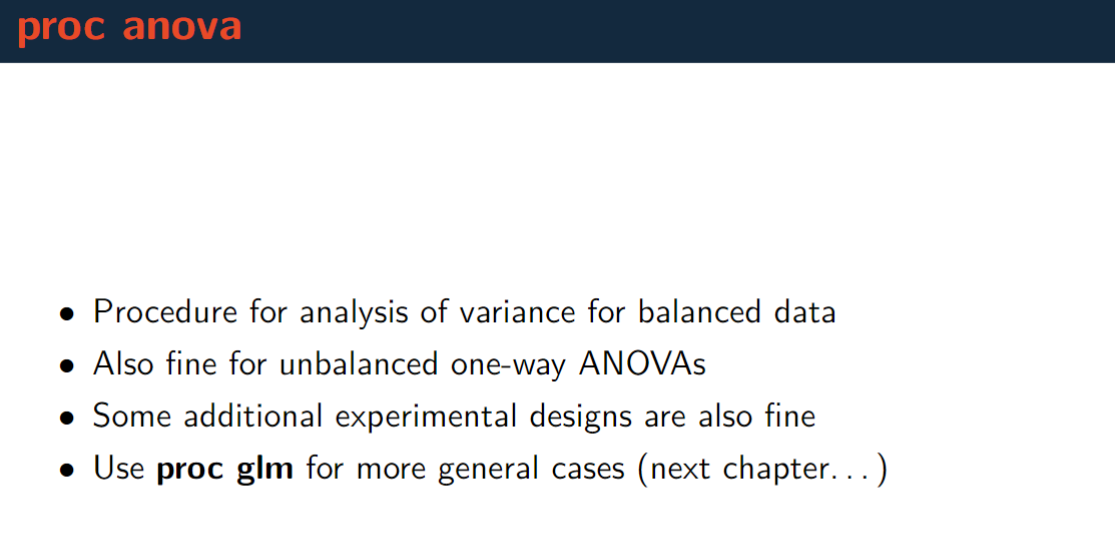 proc anova
• Procedure for analysis of variance for balanced data
• Also fine for unbalanced one-way ANOVAs
• Some additional experimental designs are also fine
• Use proc glm for more general cases (next chapter. . . )